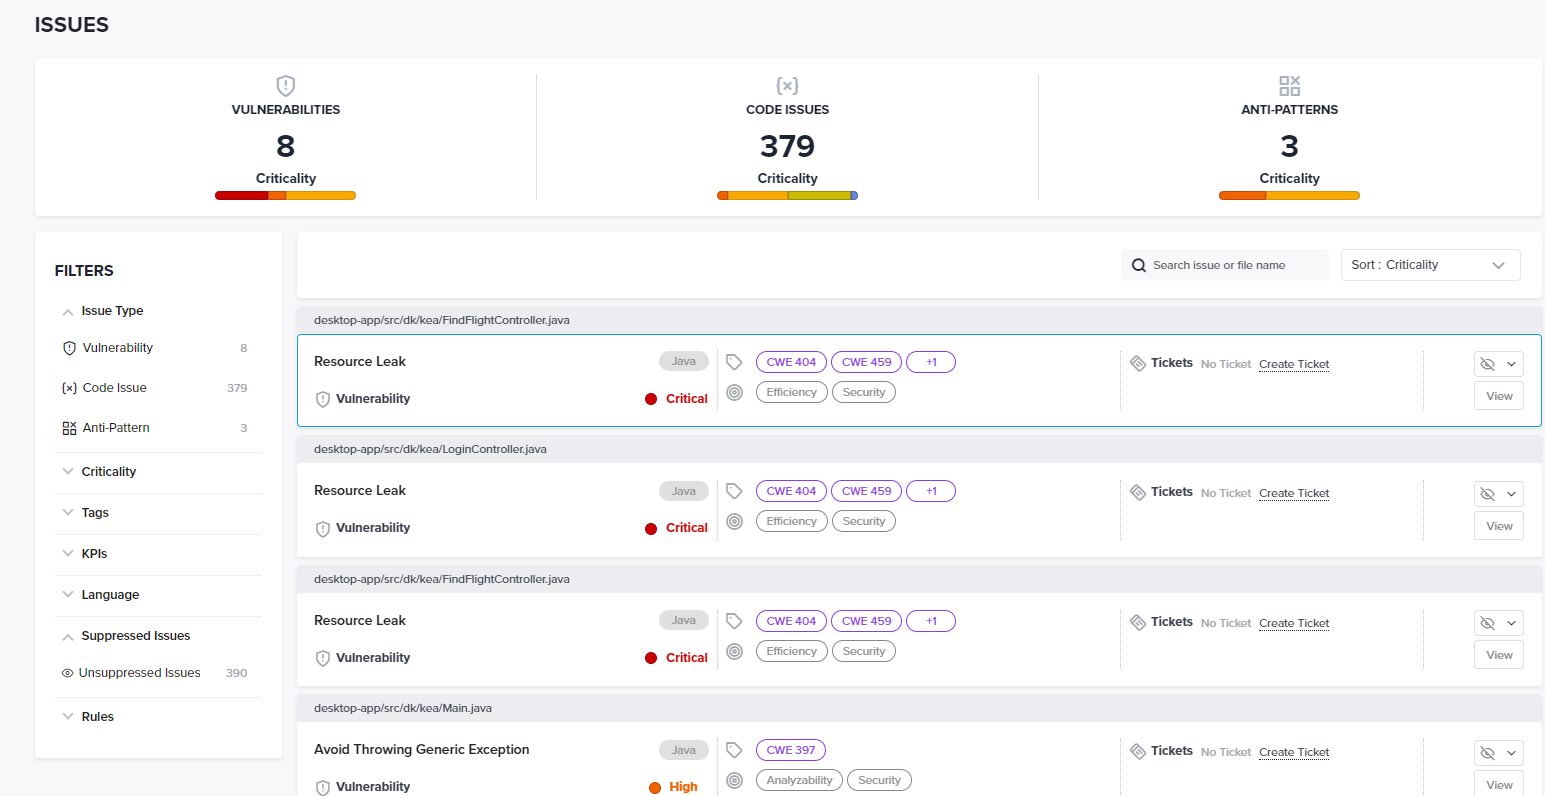 ISSUES
VULNERABILITIES
8
Criticality
CODE ISSUES
379
Criticality
ANTI-PATTERNS
3
Criticality
FILTERS
Issue Type
Vulnerability 8
{x} Code Issue 379
Anti-Pattern 3
Criticality
Tags
KPIs
Language
Suppressed Issues
Unsuppressed Issues 390
Rules
Search issue or file name
Sort : Criticality
desktop-app/src/dk/kea/FindFlightController.java
Resource Leak Java CWE 404 CWE 459 +1 Tickets No Ticket Create Ticket
Vulnerability Critical Efficiency Security View
desktop-app/src/dk/kea/LoginController.java
Resource Leak Java CWE 404 CWE 459 +1 Tickets No Ticket Create Ticket
Vulnerability Critical Efficiency Security View
desktop-app/src/dk/kea/FindFlightController.java
Resource Leak Java CWE 404 CWE 459 +1 Tickets No Ticket Create Ticket
Vulnerability Critical Efficiency Security View
desktop-app/src/dk/kea/Main.java
Avoid Throwing Generic Exception Java CWE 397 Tickets No Ticket Create Ticket
Vulnerability High Analyzability Security View